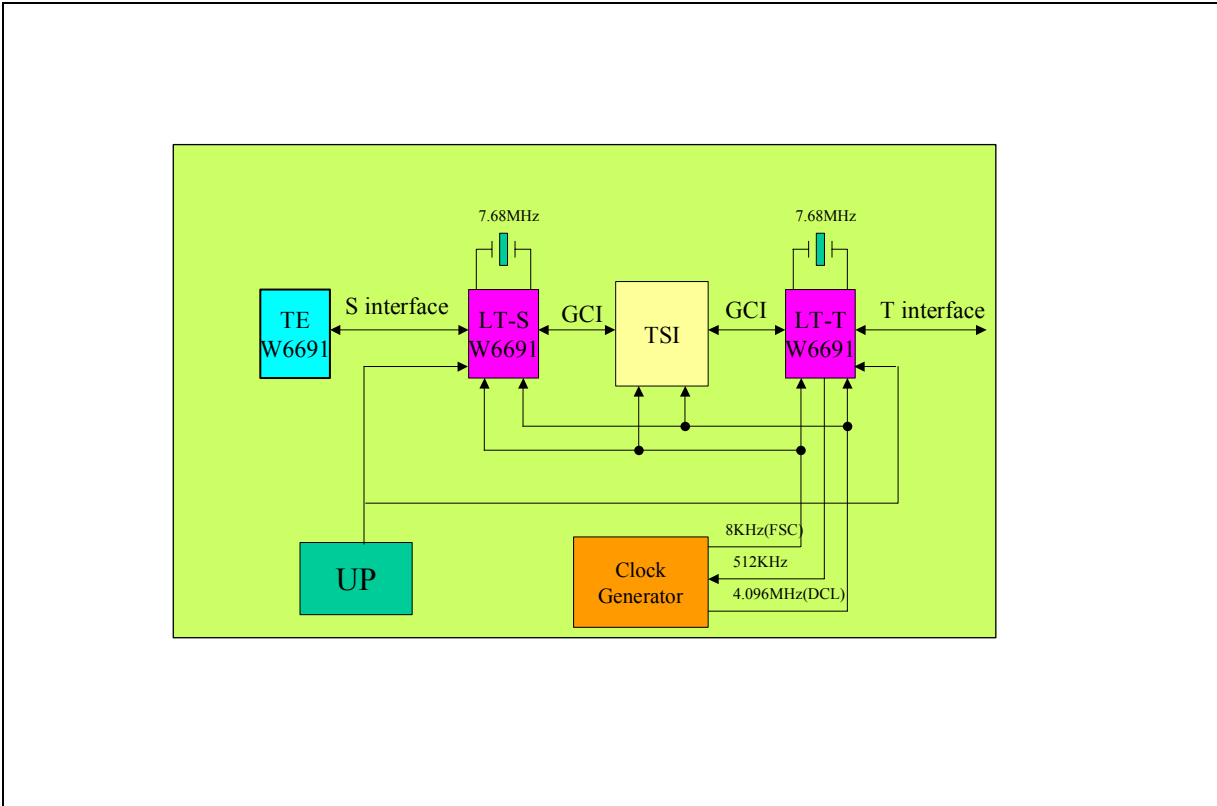 7.68MHz
7.68MHz
TE
W6691
S interface
LT-S
W6691
GCI
TSI
GCI
LT-T
W6691
T interface
UP
Clock
Generator
8KHz(FSC)
512KHz
4.096MHz(DCL)